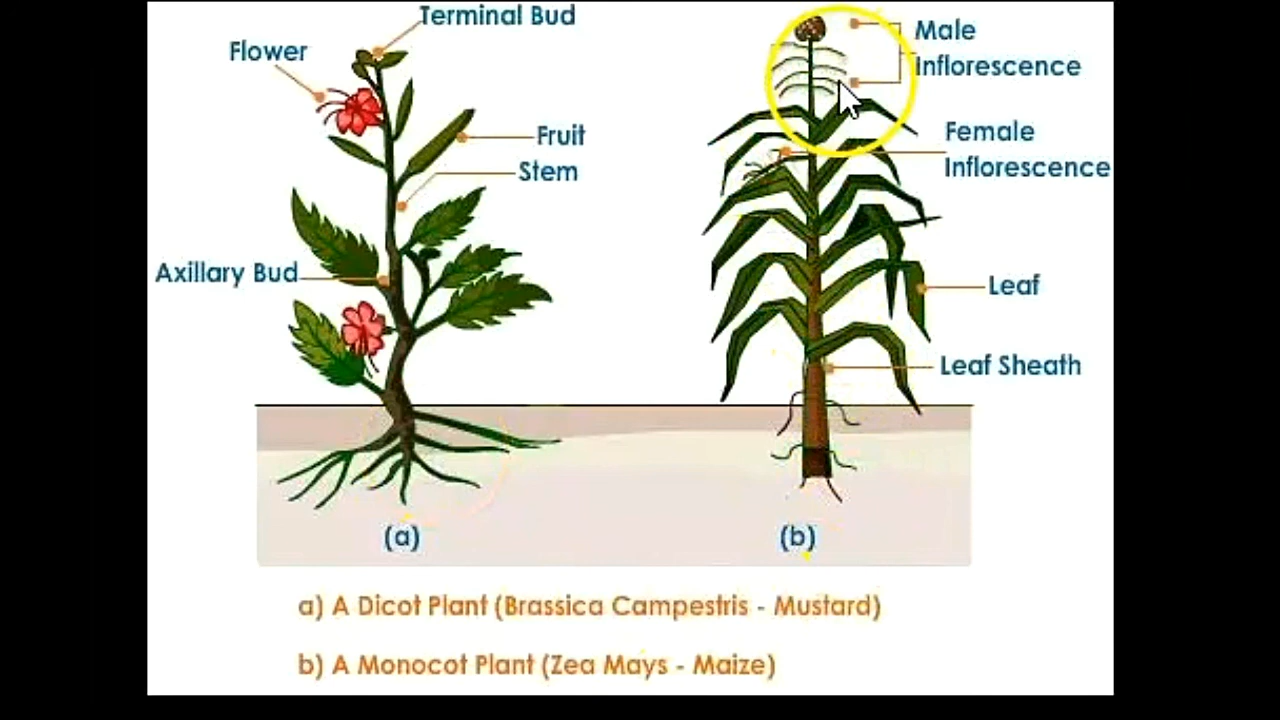 Terminal Bud
Flower
Fruit
Stem
Axillary Bud
Male
Inflorescence
Female
Inflorescence
Leaf
Leaf Sheath
(a)
(b)
a) A Dicot Plant (Brassica Campestris - Mustard)
b) A Monocot Plant (Zea Mays - Maize)